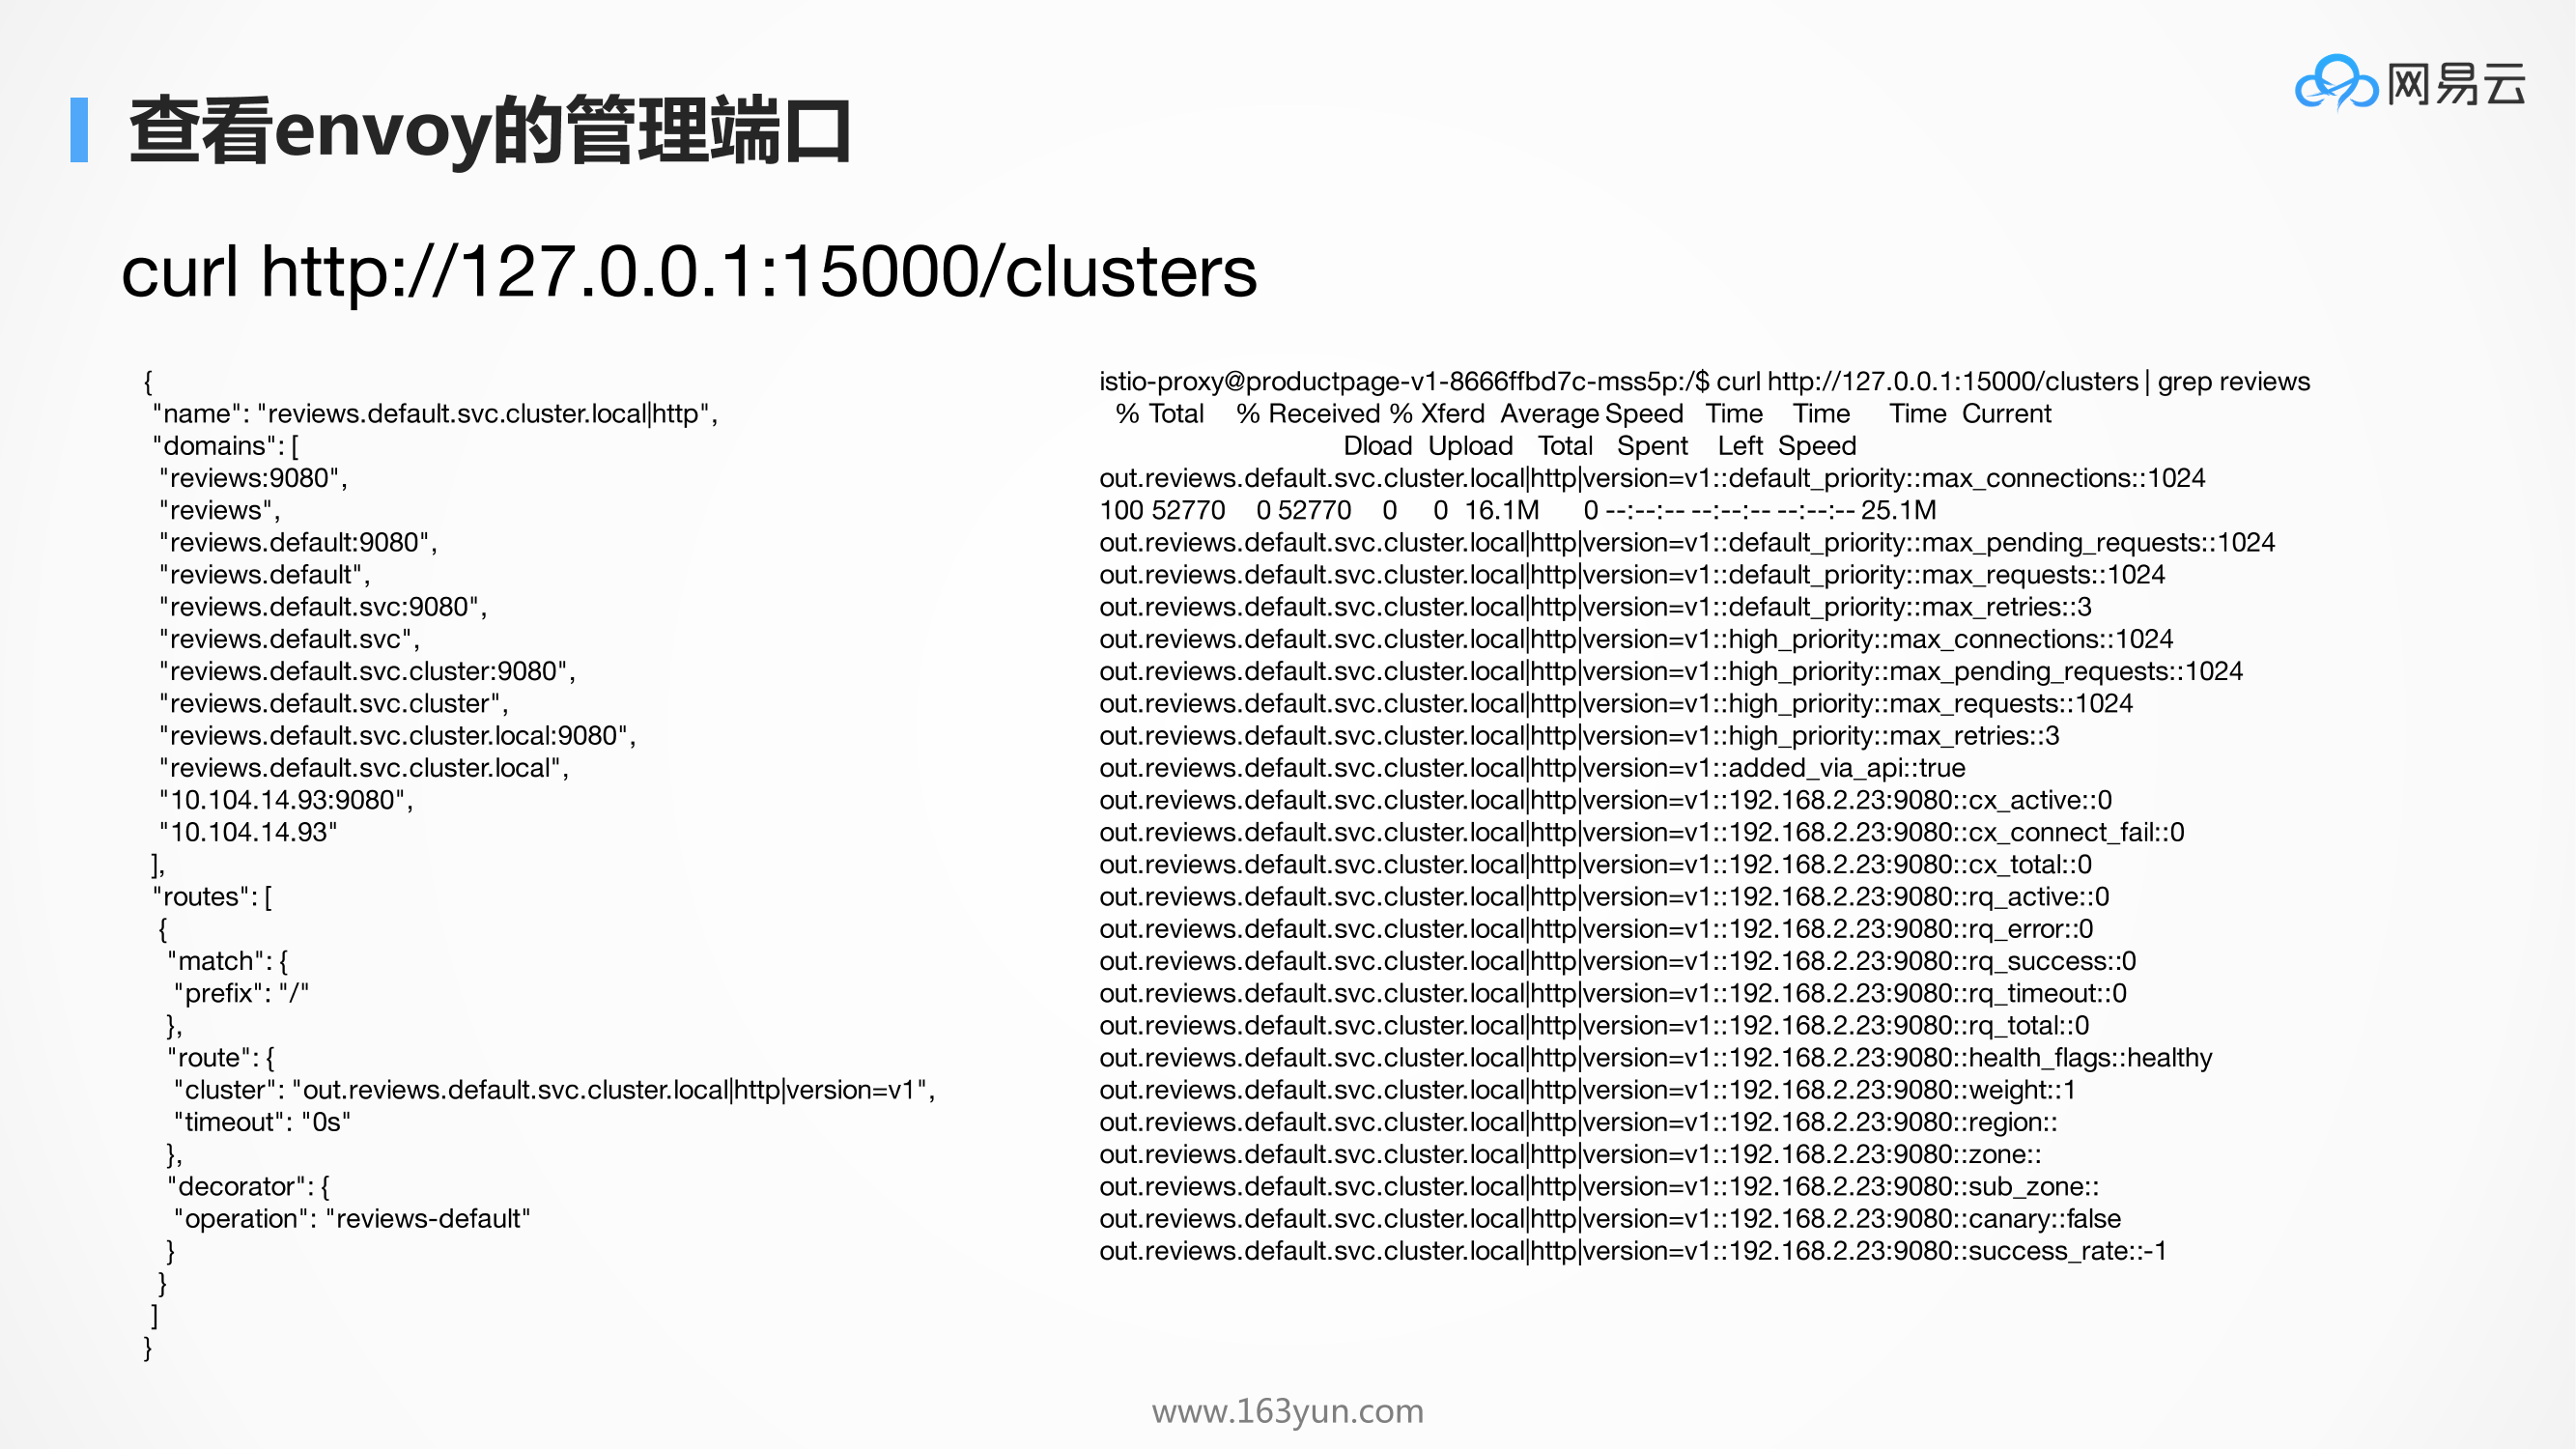 查看envoy的管理端口
网易云
curl http://127.0.0.1:15000/clusters
{
"name": "reviews.default.svc.cluster.local|http",
"domains": [
"reviews:9080",
"reviews",
"reviews.default:9080",
"reviews.default",
"reviews.default.svc:9080",
"reviews.default.svc",
"reviews.default.svc.cluster:9080",
"reviews.default.svc.cluster",
"reviews.default.svc.cluster.local:9080",
"reviews.default.svc.cluster.local",
"10.104.14.93:9080",
"10.104.14.93"
],
"routes": [
{
"match": {
"prefix": "/"
},
"route": {
"cluster": "out.reviews.default.svc.cluster.local|http|version=v1",
"timeout": "0s"
},
"decorator": {
"operation": "reviews-default"
}
}
]
}
istio-proxy@productpage-v1-8666ffbd7c-mss5p:/$ curl http://127.0.0.1:15000/clusters | grep reviews
% Total % Received % Xferd Average Speed Time Time Time Current
Dload Upload Total Spent Left Speed
out.reviews.default.svc.cluster.local|http|version=v1::default_priority::max_connections::1024
100 52770 0 52770 0 0 16.1M 0 --:--:-- --:--:-- --:--:-- 25.1M
out.reviews.default.svc.cluster.local|http|version=v1::default_priority::max_pending_requests::1024
out.reviews.default.svc.cluster.local|http|version=v1::default_priority::max_requests::1024
out.reviews.default.svc.cluster.local|http|version=v1::default_priority::max_retries::3
out.reviews.default.svc.cluster.local|http|version=v1::high_priority::max_connections::1024
out.reviews.default.svc.cluster.local|http|version=v1::high_priority::max_pending_requests::1024
out.reviews.default.svc.cluster.local|http|version=v1::high_priority::max_requests::1024
out.reviews.default.svc.cluster.local|http|version=v1::high_priority::max_retries::3
out.reviews.default.svc.cluster.local|http|version=v1::added_via_api::true
out.reviews.default.svc.cluster.local|http|version=v1::192.168.2.23:9080::cx_active::0
out.reviews.default.svc.cluster.local|http|version=v1::192.168.2.23:9080::cx_connect_fail::0
out.reviews.default.svc.cluster.local|http|version=v1::192.168.2.23:9080::cx_total::0
out.reviews.default.svc.cluster.local|http|version=v1::192.168.2.23:9080::rq_active::0
out.reviews.default.svc.cluster.local|http|version=v1::192.168.2.23:9080::rq_error::0
out.reviews.default.svc.cluster.local|http|version=v1::192.168.2.23:9080::rq_success::0
out.reviews.default.svc.cluster.local|http|version=v1::192.168.2.23:9080::rq_timeout::0
out.reviews.default.svc.cluster.local|http|version=v1::192.168.2.23:9080::rq_total::0
out.reviews.default.svc.cluster.local|http|version=v1::192.168.2.23:9080::health_flags::healthy
out.reviews.default.svc.cluster.local|http|version=v1::192.168.2.23:9080::weight::1
out.reviews.default.svc.cluster.local|http|version=v1::192.168.2.23:9080::region::
out.reviews.default.svc.cluster.local|http|version=v1::192.168.2.23:9080::zone::
out.reviews.default.svc.cluster.local|http|version=v1::192.168.2.23:9080::sub_zone::
out.reviews.default.svc.cluster.local|http|version=v1::192.168.2.23:9080::canary::false
out.reviews.default.svc.cluster.local|http|version=v1::192.168.2.23:9080::success_rate::-1
www.163yun.com